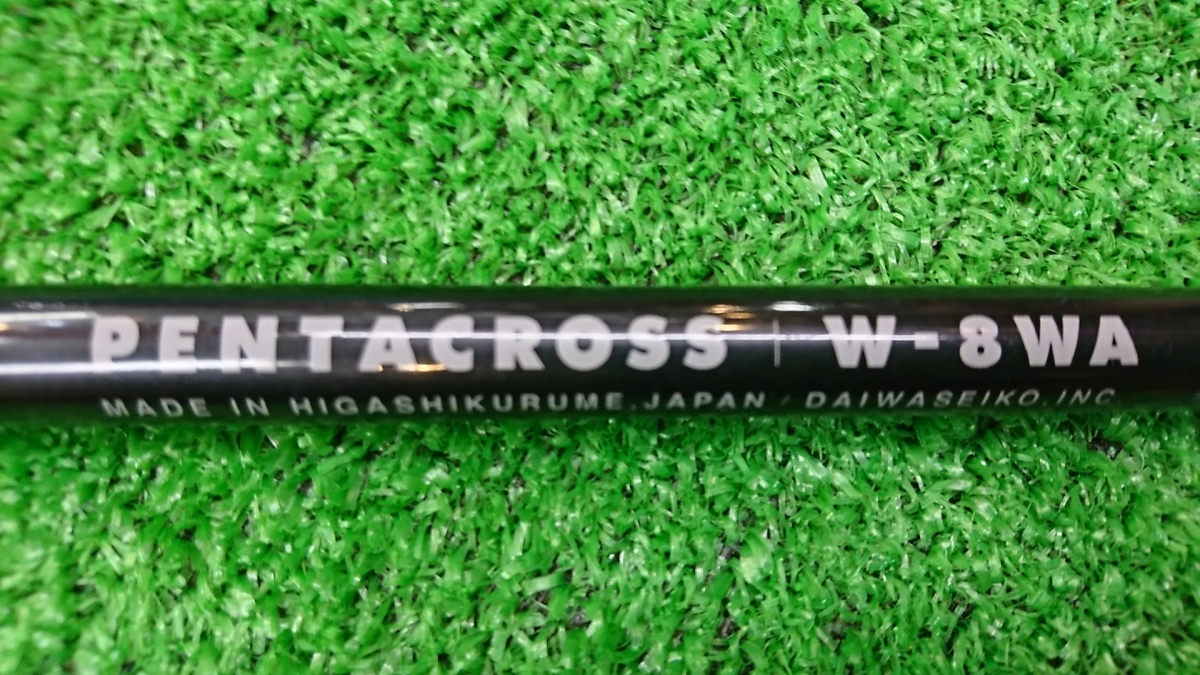 PENTACROSS | W-8WA
MADE IN HIGASHIKURUME, JAPAN / DAIWASEIKO, INC.